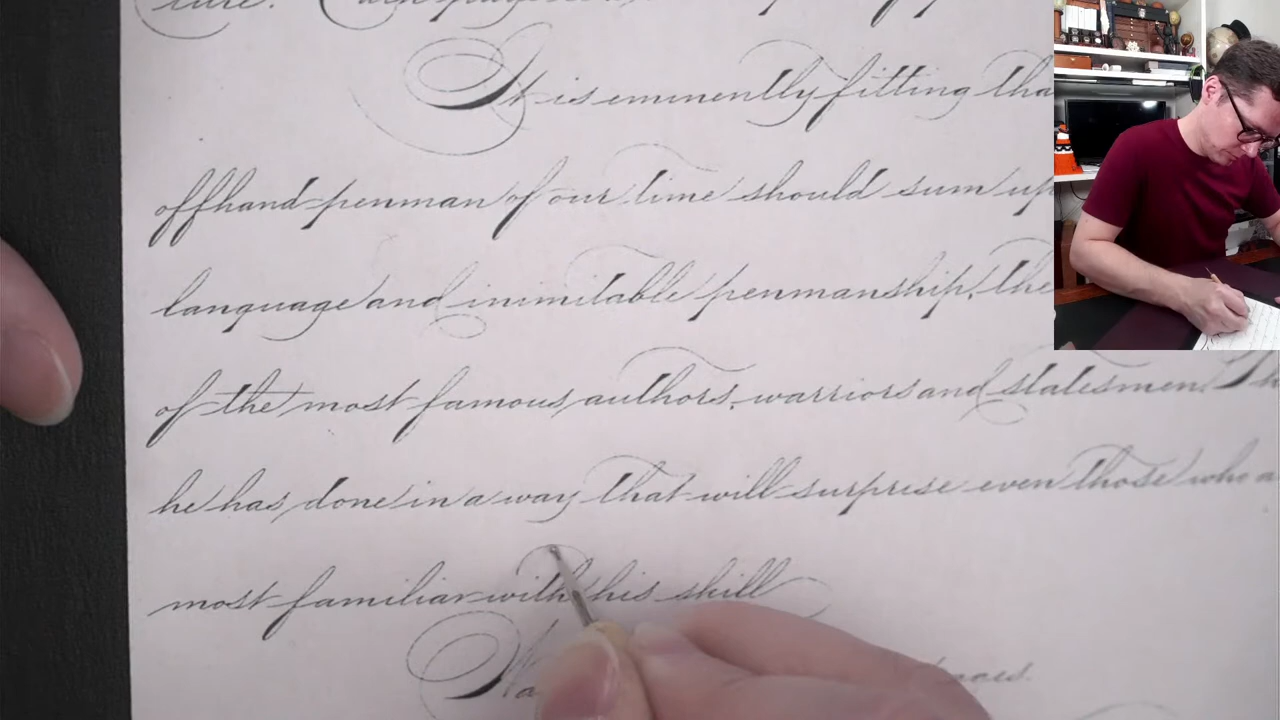 It is eminently fitting
offhand penman of our time should sum up
language and inimitable penmanship, the
of the most famous authors, warriors and statesmen.
he has done in a way that will surprise even those who
most familiar with his skill